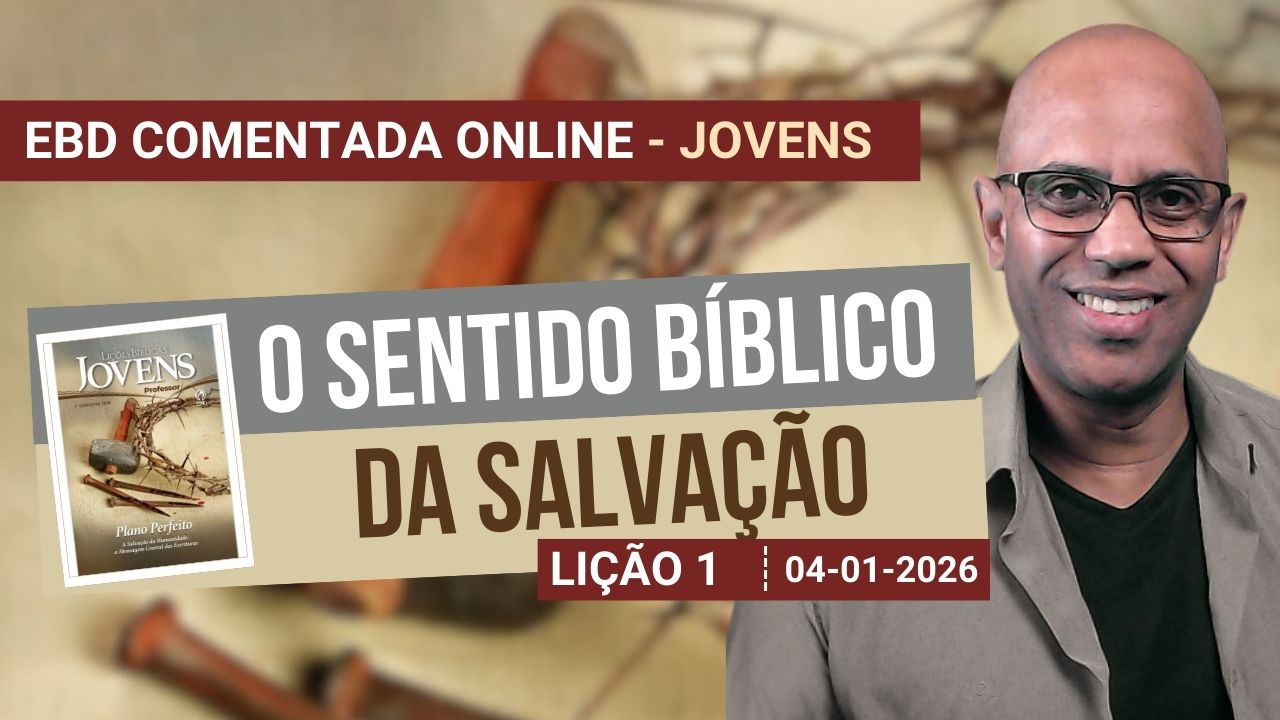 EBD COMENTADA ONLINE - JOVENS
O SENTIDO BÍBLICO
DA SALVAÇÃO
LIÇÃO 1
04-01-2026
LIÇÕES BÍBLICAS
JOVENS
Professor
Plano Perfeito
A Salvação da Humanidade,
a Mensagem Central das Escrituras